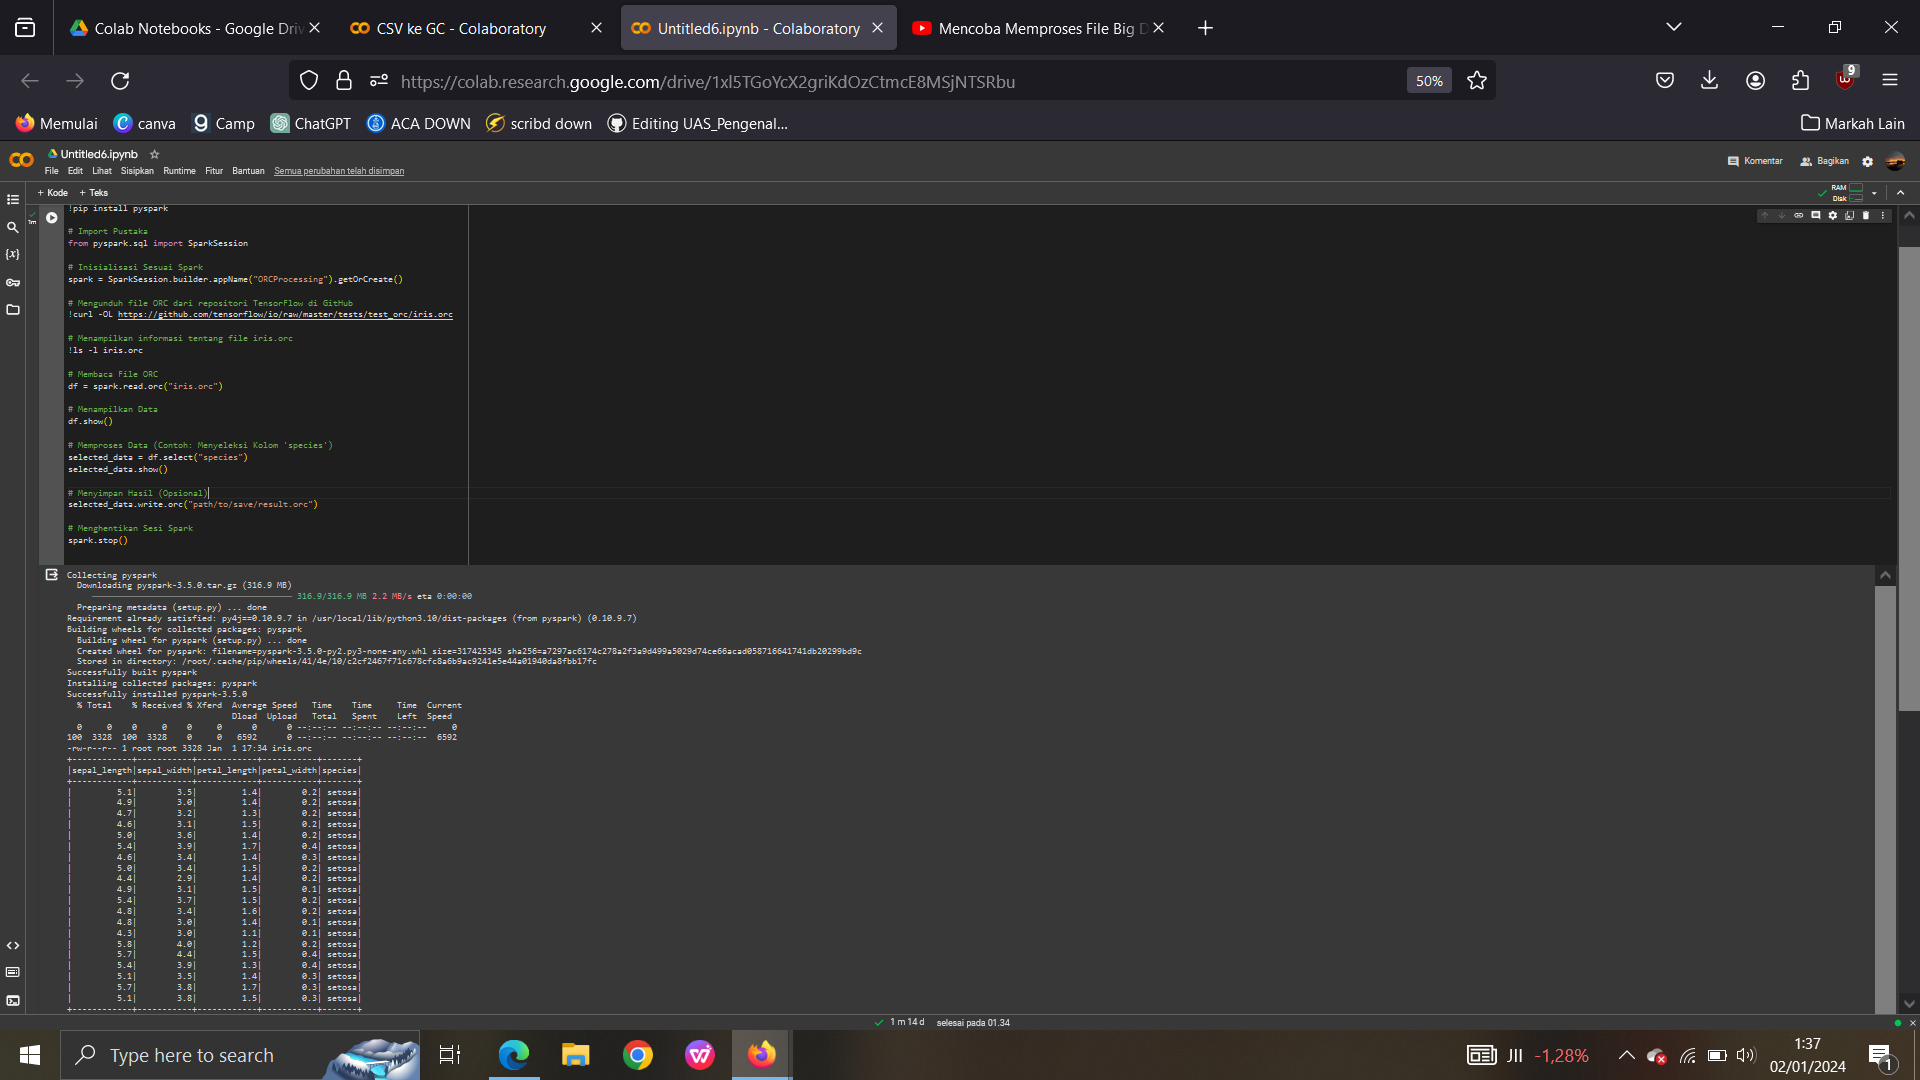 Colab Notebooks - Google Driv
CSV ke GC - Colaboratory
Untitled6.ipynb - Colaboratory
Mencoba Memproses File Big D
https://colab.research.google.com/drive/1xl5TGoYcX2griKdOzCtmcE8MSjNTSRbu
50%
9
Memulai
canva
Camp
ChatGPT
ACA DOWN
scribd down
Editing UAS_Pengenal...
Markah Lain
Untitled6.ipynb
File Edit Lihat Sisipkan Runtime Fitur Bantuan Semua perubahan telah disimpan
Komentar
Bagikan
+ Kode + Teks
RAM
Disk
1m
!pip install pyspark
# Import Pustaka
from pyspark.sql import SparkSession
# Inisialisasi Sesuai Spark
spark = SparkSession.builder.appName("ORCProcessing").getOrCreate()
# Mengunduh file ORC dari repositori TensorFlow di GitHub
!curl -OL https://github.com/tensorflow/io/raw/master/tests/test_orc/iris.orc
# Menampilkan informasi tentang file iris.orc
!ls -l iris.orc
# Membaca File ORC
df = spark.read.orc("iris.orc")
# Menampilkan Data
df.show()
# Memproses Data (Contoh: Menyeleksi Kolom 'species')
selected_data = df.select("species")
selected_data.show()
# Menyimpan Hasil (Opsional)
selected_data.write.orc("path/to/save/result.orc")
# Menghentikan Sesi Spark
spark.stop()
Collecting pyspark
Downloading pyspark-3.5.0.tar.gz (316.9 MB)
316.9/316.9 MB 2.2 MB/s eta 0:00:00
Preparing metadata (setup.py) ... done
Requirement already satisfied: py4j==0.10.9.7 in /usr/local/lib/python3.10/dist-packages (from pyspark) (0.10.9.7)
Building wheels for collected packages: pyspark
Building wheel for pyspark (setup.py) ... done
Created wheel for pyspark: filename=pyspark-3.5.0-py2.py3-none-any.whl size=317425345 sha256=a7297ac6174c278a2f3a9d499a5029d74ce66acad058716641741db20299bd9c
Stored in directory: /root/.cache/pip/wheels/41/4e/10/c2cf2467f71c678cfc8a6b9ac9241e5e44a01940da8fbb17fc
Successfully built pyspark
Installing collected packages: pyspark
Successfully installed pyspark-3.5.0
% Total % Received % Xferd Average Speed Time Time Time Current
Dload Upload Total Spent Left Speed
0 0 0 0 0 0 0 0 --:--:-- --:--:-- --:--:-- 0
100 3328 100 3328 0 0 6592 0 --:--:-- --:--:-- --:--:-- 6592
-rw-r--r-- 1 root root 3328 Jan 1 17:34 iris.orc
+------------+-----------+------------+-----------+-------+
|sepal_length|sepal_width|petal_length|petal_width|species|
+------------+-----------+------------+-----------+-------+
| 5.1| 3.5| 1.4| 0.2| setosa|
| 4.9| 3.0| 1.4| 0.2| setosa|
| 4.7| 3.2| 1.3| 0.2| setosa|
| 4.6| 3.1| 1.5| 0.2| setosa|
| 5.0| 3.6| 1.4| 0.2| setosa|
| 5.4| 3.9| 1.7| 0.4| setosa|
| 4.6| 3.4| 1.4| 0.3| setosa|
| 5.0| 3.4| 1.5| 0.2| setosa|
| 4.4| 2.9| 1.4| 0.2| setosa|
| 4.9| 3.1| 1.5| 0.1| setosa|
| 5.4| 3.7| 1.5| 0.2| setosa|
| 4.8| 3.4| 1.6| 0.2| setosa|
| 4.8| 3.0| 1.4| 0.1| setosa|
| 4.3| 3.0| 1.1| 0.1| setosa|
| 5.8| 4.0| 1.2| 0.2| setosa|
| 5.7| 4.4| 1.5| 0.4| setosa|
| 5.4| 3.9| 1.3| 0.4| setosa|
| 5.1| 3.5| 1.4| 0.3| setosa|
| 5.7| 3.8| 1.7| 0.3| setosa|
| 5.1| 3.8| 1.5| 0.3| setosa|
+------------+-----------+------------+-----------+-------+
1 m 14 d selesai pada 01.34
Type here to search
JII -1,28%
1:37
02/01/2024
1